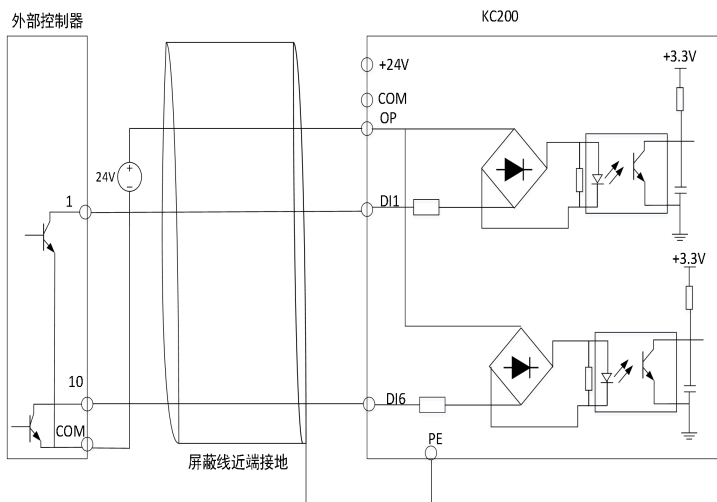 外部控制器
KC200
+24V
+3.3V
COM
OP
24V
+
−
1
DI1
+3.3V
10
DI6
COM
PE
屏蔽线近端接地